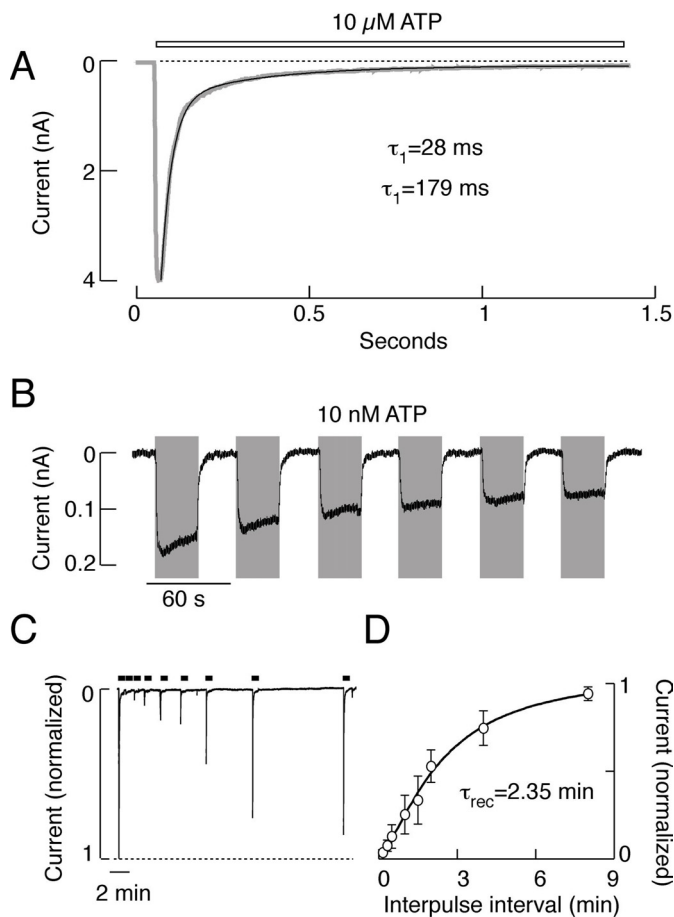 10 µM ATP
A
0
2
4
Current (nA)
τ1=28 ms
τ1=179 ms
0
0.5
1
1.5
Seconds
B
10 nM ATP
0
0.1
0.2
Current (nA)
60 s
C
D
0
1
Current (normalized)
2 min
τrec=2.35 min
1
0
Current (normalized)
0
3
6
9
Interpulse interval (min)